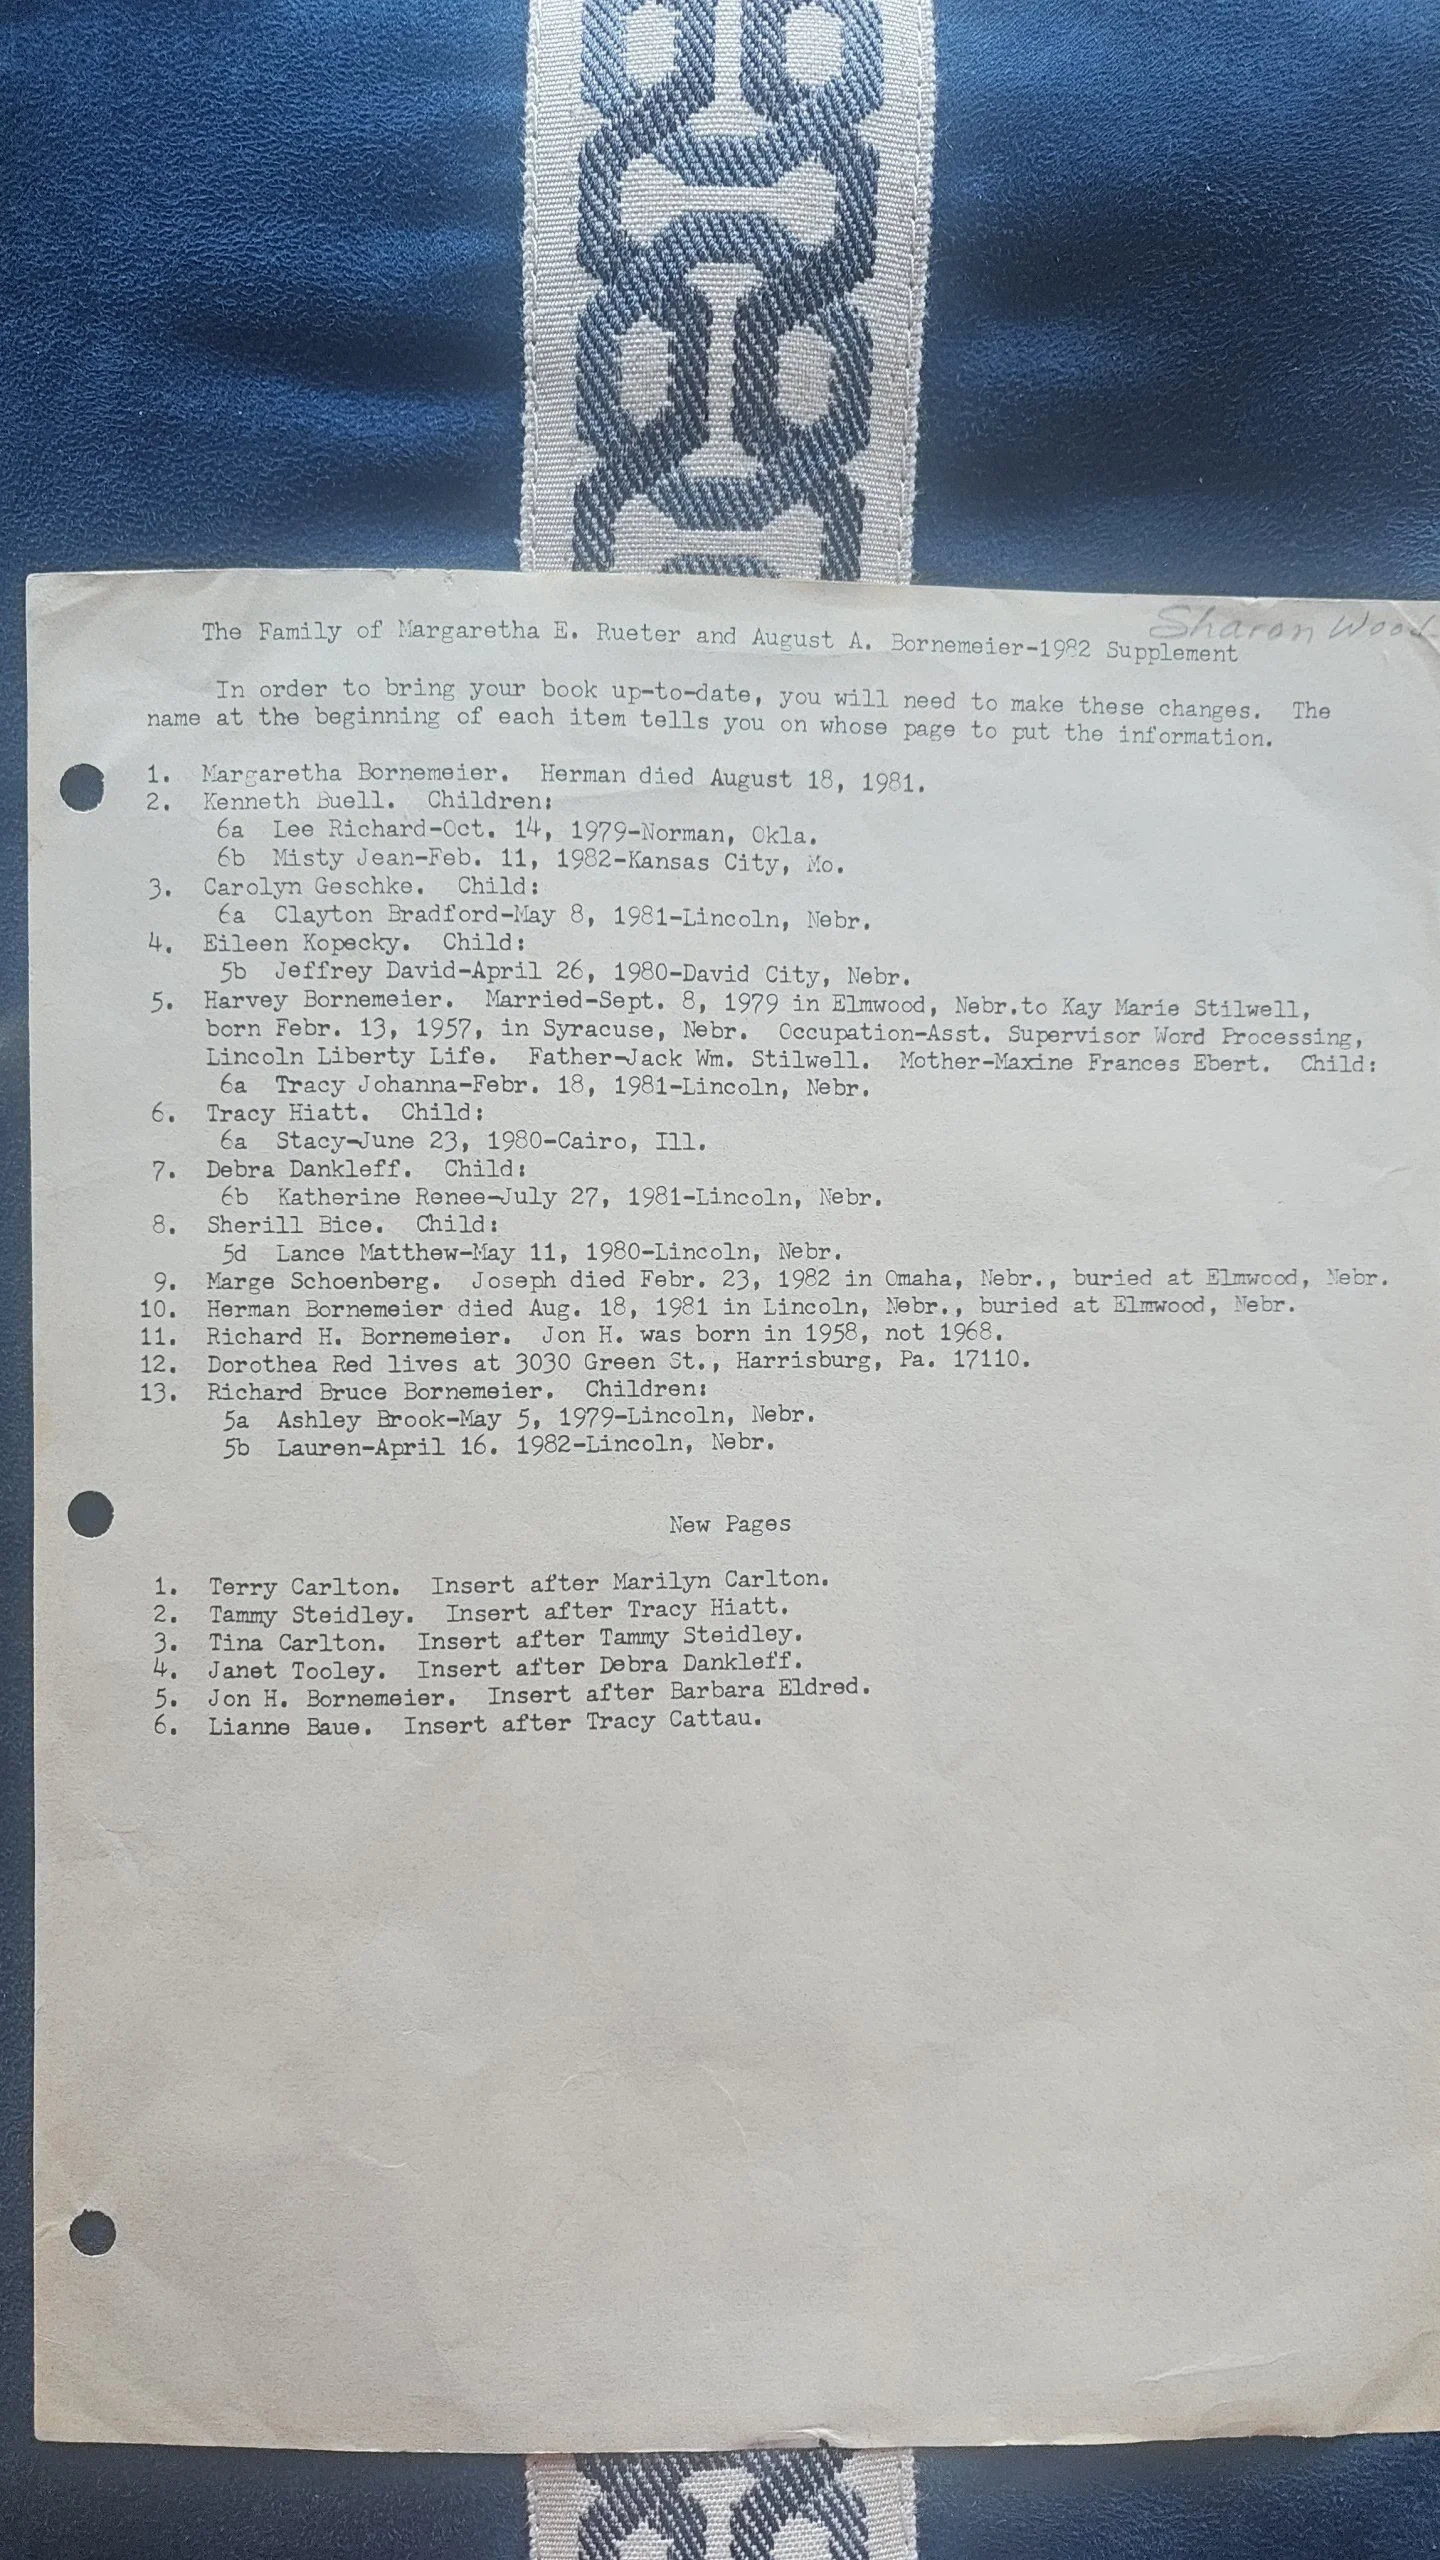 Sharon Wood
The Family of Margaretha E. Rueter and August A. Bornemeier-1982 Supplement
In order to bring your book up-to-date, you will need to make these changes. The
name at the beginning of each item tells you on whose page to put the information.
1. Margaretha Bornemeier. Herman died August 18, 1981.
2. Kenneth Buell. Children:
6a Lee Richard-Oct. 14, 1979-Norman, Okla.
6b Misty Jean-Feb. 11, 1982-Kansas City, Mo.
3. Carolyn Geschke. Child:
6a Clayton Bradford-May 8, 1981-Lincoln, Nebr.
4. Eileen Kopecky. Child:
5b Jeffrey David-April 26, 1980-David City, Nebr.
5. Harvey Bornemeier. Married-Sept. 8, 1979 in Elmwood, Nebr.to Kay Marie Stilwell,
born Febr. 13, 1957, in Syracuse, Nebr. Occupation-Asst. Supervisor Word Processing,
Lincoln Liberty Life. Father-Jack Wm. Stilwell. Mother-Maxine Frances Ebert. Child:
6a Tracy Johanna-Febr. 18, 1981-Lincoln, Nebr.
6. Tracy Hiatt. Child:
6a Stacy-June 23, 1980-Cairo, Ill.
7. Debra Dankleff. Child:
6b Katherine Renee-July 27, 1981-Lincoln, Nebr.
8. Sherill Bice. Child:
5d Lance Matthew-May 11, 1980-Lincoln, Nebr.
9. Marge Schoenberg. Joseph died Febr. 23, 1982 in Omaha, Nebr., buried at Elmwood, Nebr.
10. Herman Bornemeier died Aug. 18, 1981 in Lincoln, Nebr., buried at Elmwood, Nebr.
11. Richard H. Bornemeier. Jon H. was born in 1958, not 1968.
12. Dorothea Red lives at 3030 Green St., Harrisburg, Pa. 17110.
13. Richard Bruce Bornemeier. Children:
5a Ashley Brook-May 5, 1979-Lincoln, Nebr.
5b Lauren-April 16. 1982-Lincoln, Nebr.
New Pages
1. Terry Carlton. Insert after Marilyn Carlton.
2. Tammy Steidley. Insert after Tracy Hiatt.
3. Tina Carlton. Insert after Tammy Steidley.
4. Janet Tooley. Insert after Debra Dankleff.
5. Jon H. Bornemeier. Insert after Barbara Eldred.
6. Lianne Baue. Insert after Tracy Cattau.